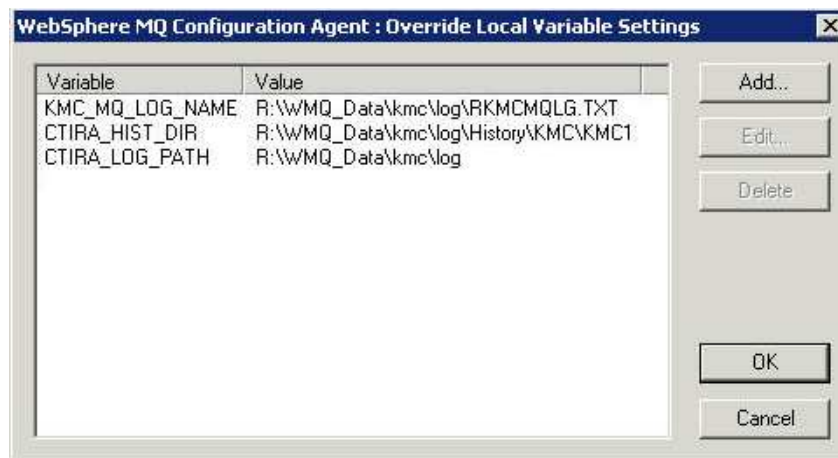 WebSphere MQ Configuration Agent : Override Local Variable Settings
Variable Value
KMC_MQ_LOG_NAME R:\WMQ_Data\kmc\log\RKMCMQLG.TXT
CTIRA_HIST_DIR R:\WMQ_Data\kmc\log\History\KMC\KMC1
CTIRA_LOG_PATH R:\WMQ_Data\kmc\log
Add...
Edit...
Delete
OK
Cancel